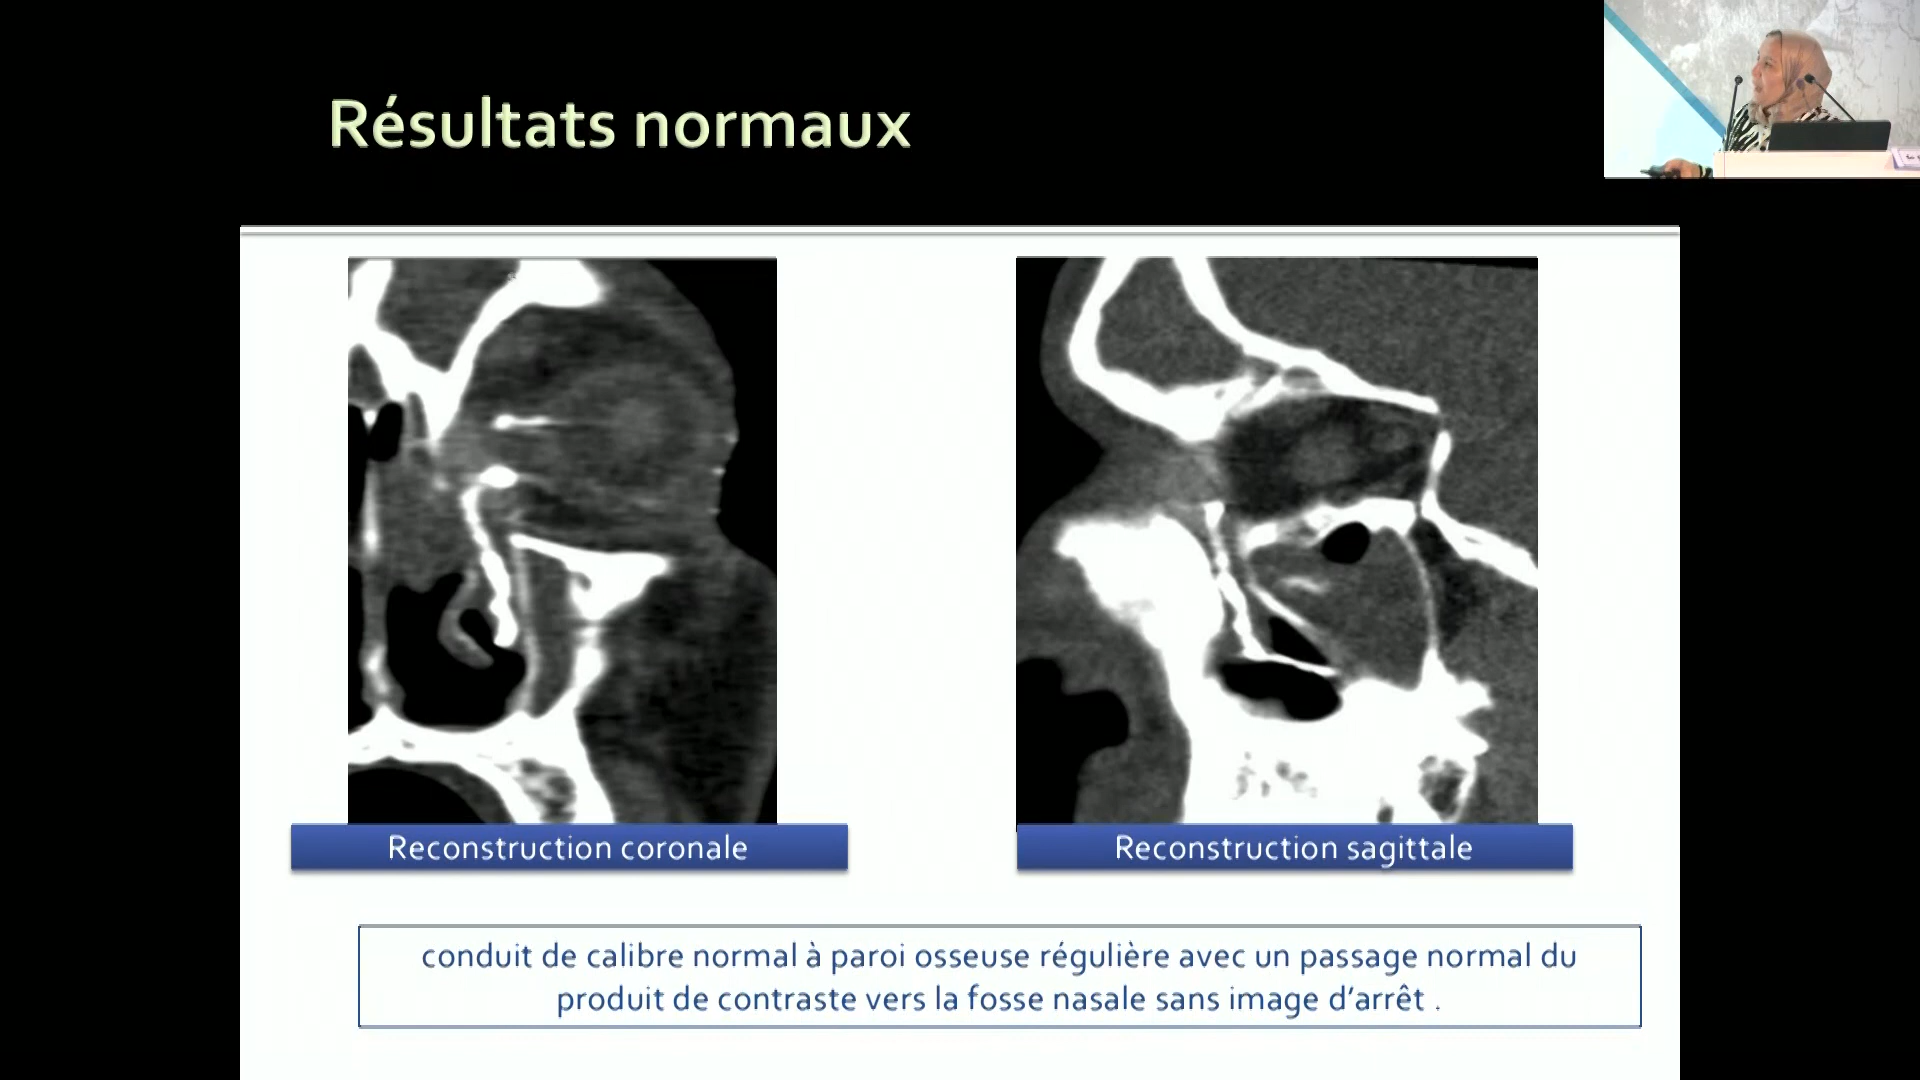 Résultats normaux
Reconstruction coronale
Reconstruction sagittale
conduit de calibre normal à paroi osseuse régulière avec un passage normal du
produit de contraste vers la fosse nasale sans image d’arrêt .